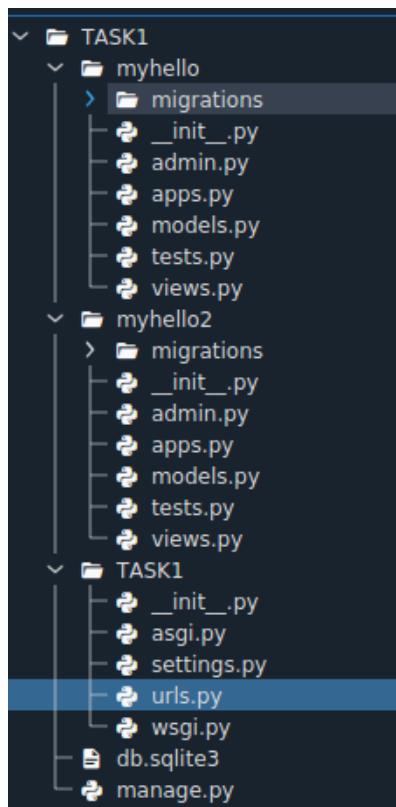 TASK1
myhello
migrations
__init__.py
admin.py
apps.py
models.py
tests.py
views.py
myhello2
migrations
__init__.py
admin.py
apps.py
models.py
tests.py
views.py
TASK1
__init__.py
asgi.py
settings.py
urls.py
wsgi.py
db.sqlite3
manage.py